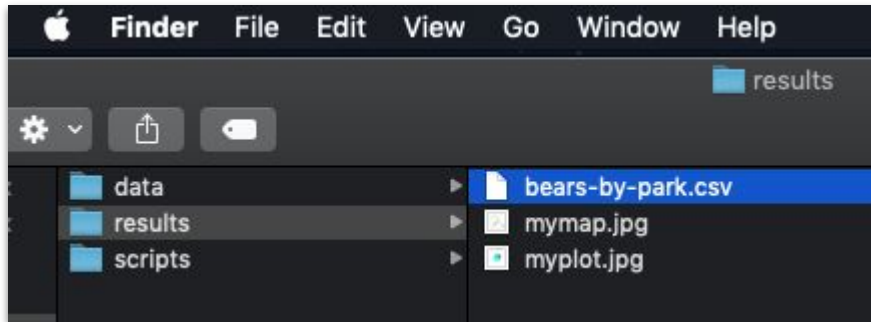 Finder File Edit View Go Window Help
results
data
results
scripts
bears-by-park.csv
mymap.jpg
myplot.jpg